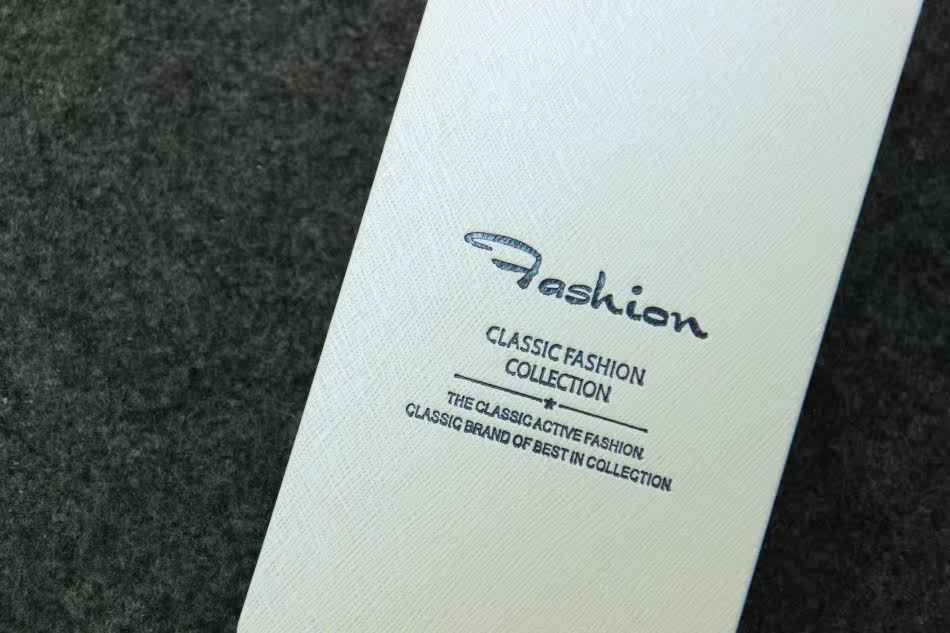 Fashion
CLASSIC FASHION
COLLECTION
THE CLASSIC ACTIVE FASHION
CLASSIC BRAND OF BEST IN COLLECTION